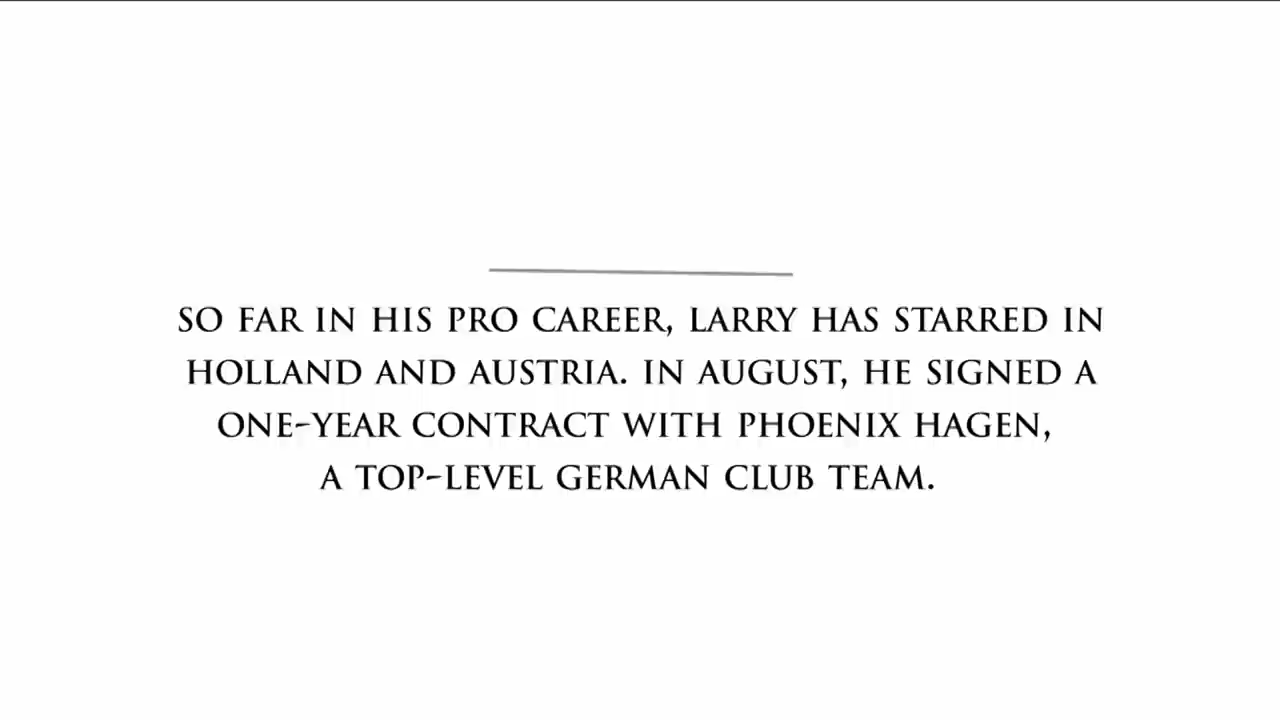 SO FAR IN HIS PRO CAREER, LARRY HAS STARRED IN
HOLLAND AND AUSTRIA. IN AUGUST, HE SIGNED A
ONE-YEAR CONTRACT WITH PHOENIX HAGEN,
A TOP-LEVEL GERMAN CLUB TEAM.